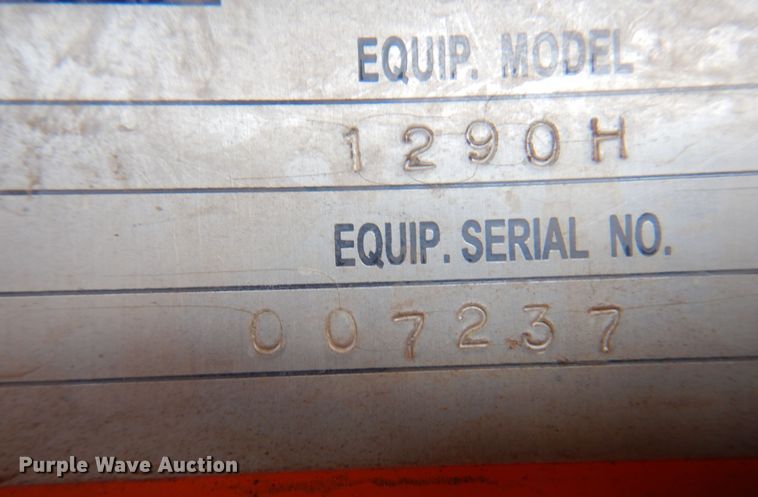 EQUIP. MODEL
1290H
EQUIP. SERIAL NO.
007237
Purple Wave Auction